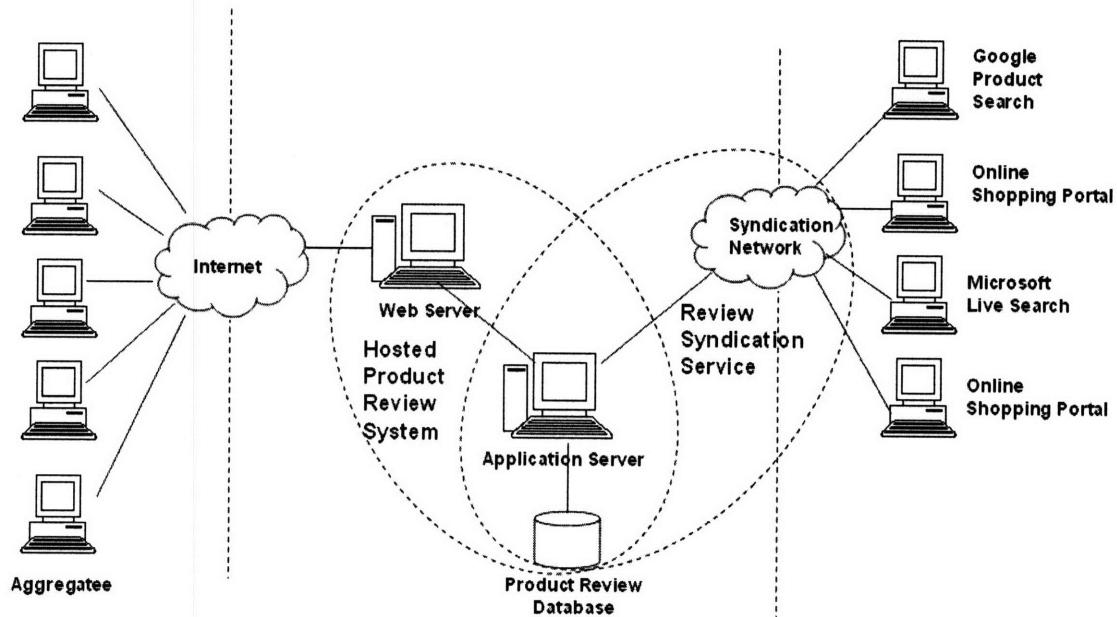 Google
Product
Search
Online
Shopping Portal
Syndication
Network
Internet
Microsoft
Live Search
Web Server
Review
Syndication
Service
Hosted
Product
Review
System
Online
Shopping Portal
Application Server
Aggregatee
Product Review
Database